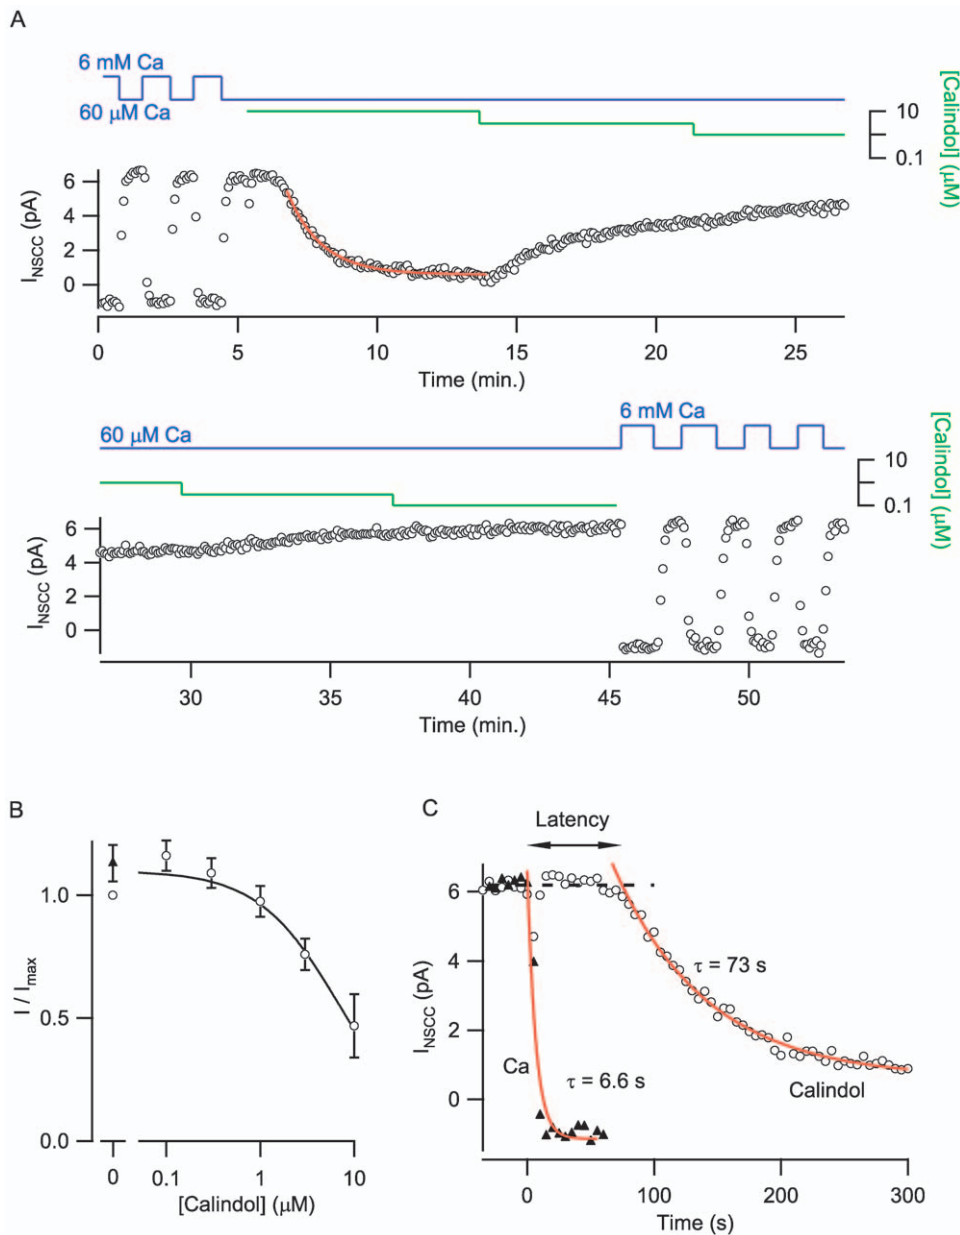 A
6 mM Ca
60 μM Ca
[Calindol] (μM)
10
0.1
6
4
2
0
I_NSCC (pA)
0 5 10 15 20 25
Time (min.)
6 mM Ca
60 μM Ca
[Calindol] (μM)
10
0.1
6
4
2
0
I_NSCC (pA)
30 35 40 45 50
Time (min.)
B
1.0
0.5
0.0
I / I_max
0 0.1 1 10
[Calindol] (μM)
C
Latency
6
4
2
0
I_NSCC (pA)
τ = 73 s
Ca
τ = 6.6 s
Calindol
0 100 200 300
Time (s)